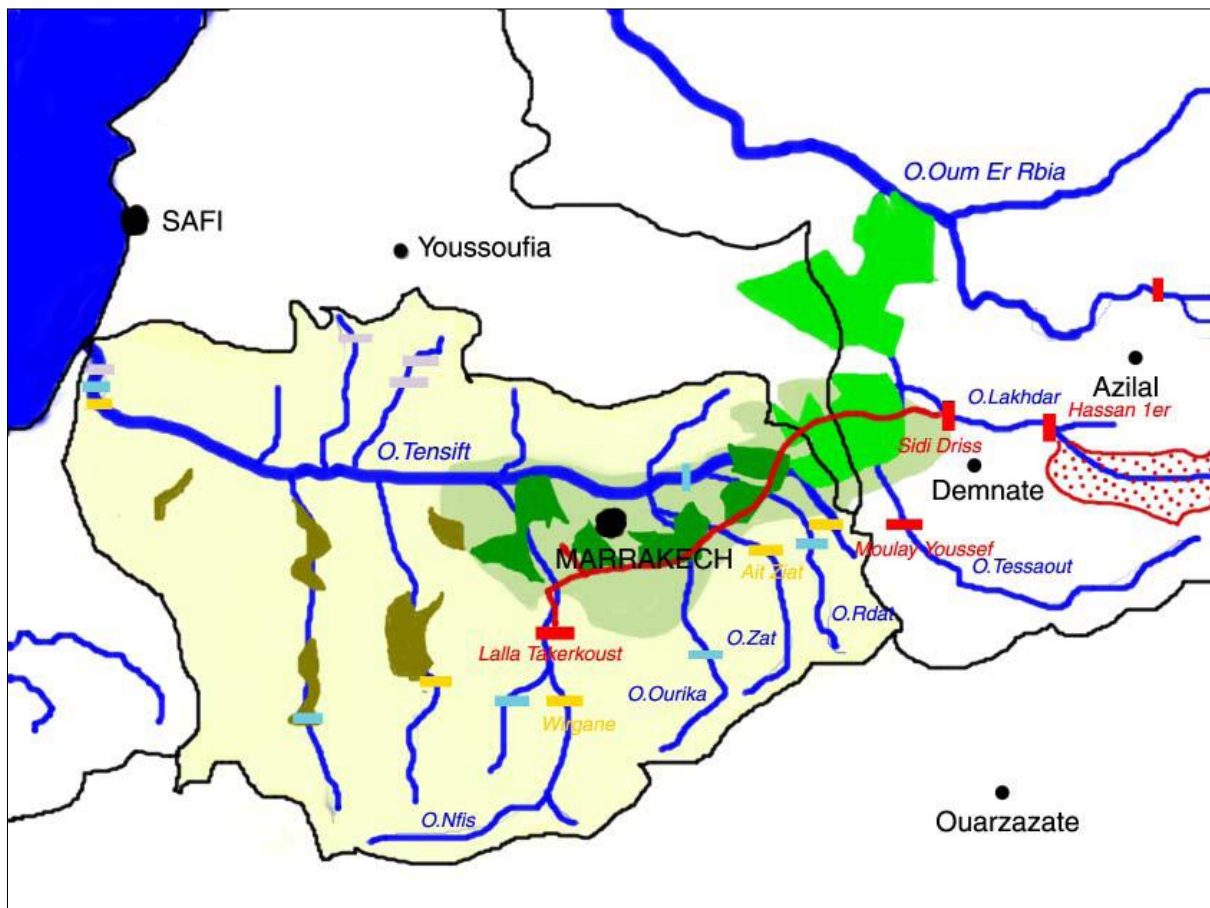 O.Oum Er Rbia
SAFI
Youssoufia
Azilal
O.Lakhdar
Hassan 1er
Sidi Driss
O.Tensift
Demnate
MARRAKECH
Moulay Youssef
Ait Ziat
O.Tessaout
O.Rdat
O.Zat
Lalla Takerkoust
O.Ourika
Wirgane
O.Nfis
Ouarzazate